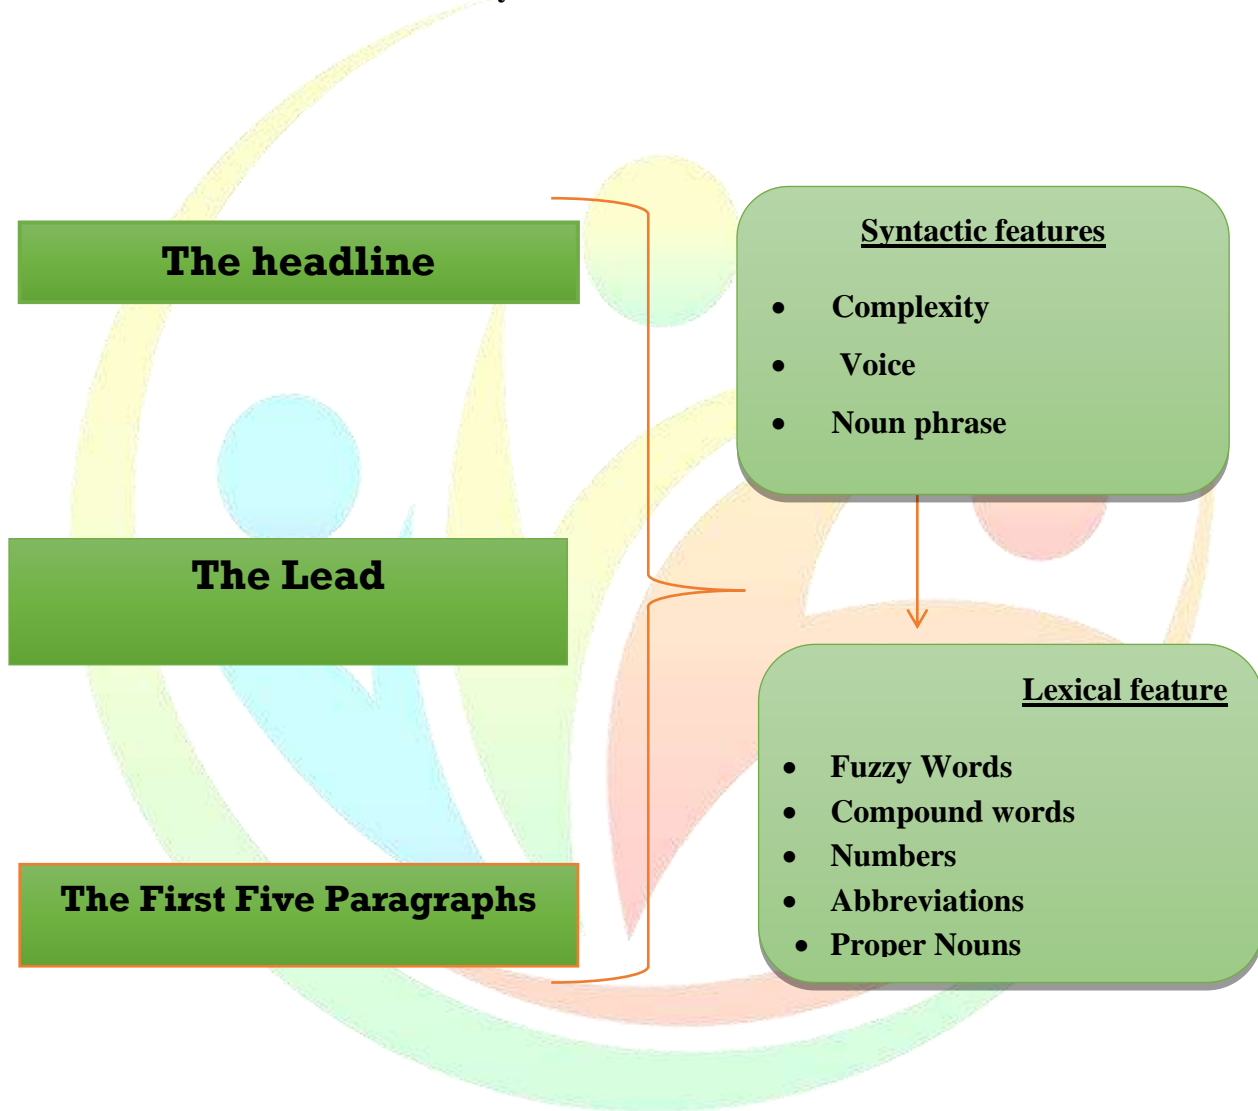 The headline
The Lead
The First Five Paragraphs
Syntactic features
• Complexity
• Voice
• Noun phrase
Lexical feature
• Fuzzy Words
• Compound words
• Numbers
• Abbreviations
• Proper Nouns